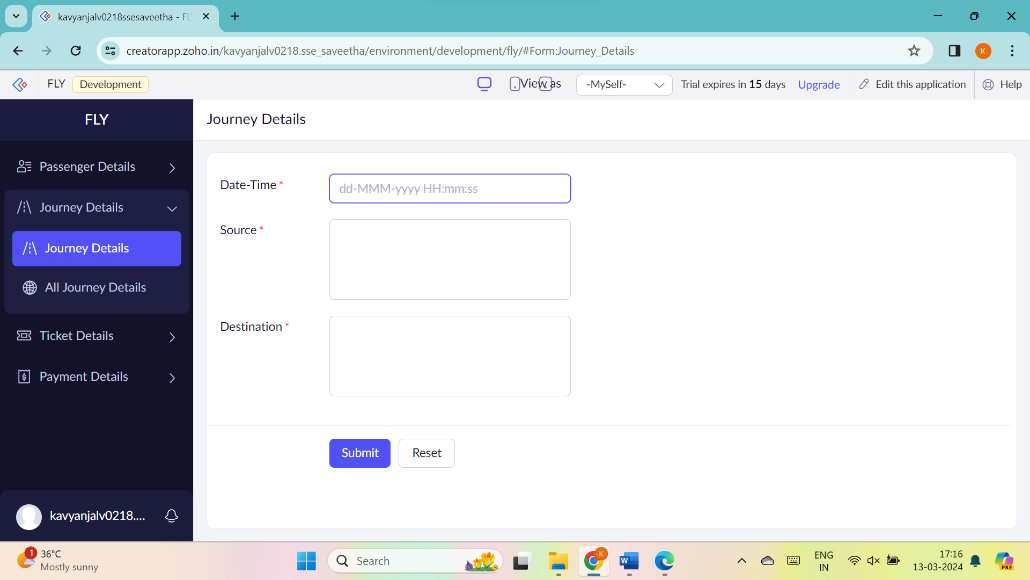 kavyanjalv0218ssesaveetha - Fl
creatorapp.zoho.in/kavyanjalv0218.sse_saveetha/environment/development/fly/#Form:Journey_Details
K
FLY Development View as -MySelf- Trial expires in 15 days Upgrade Edit this application Help
FLY
Passenger Details
Journey Details
Journey Details
All Journey Details
Ticket Details
Payment Details
kavyanjalv0218....
Journey Details
Date-Time *
dd-MMM-yyyy HH:mm:ss
Source *
Destination *
Submit Reset
1
36°C
Mostly sunny
Search
K
W
ENG
IN
17:16
13-03-2024
PRE